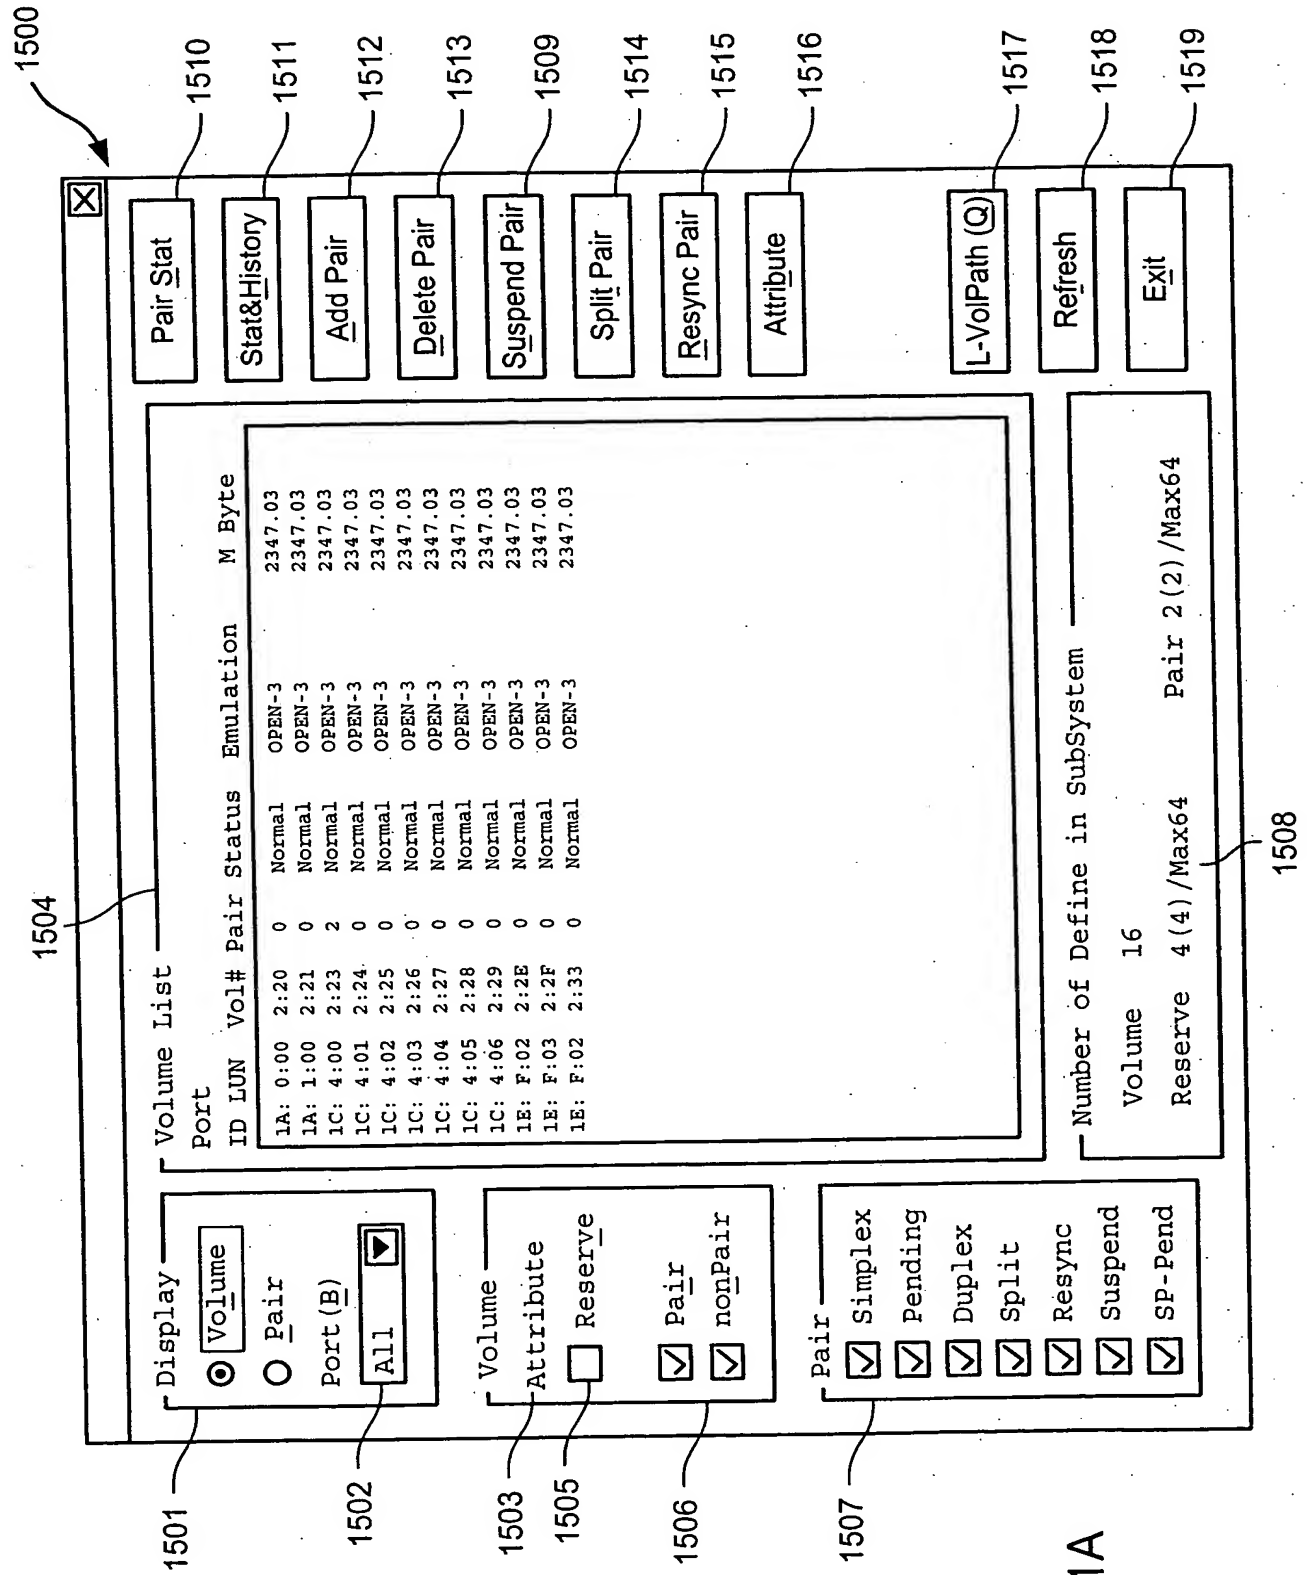 1500
1504
1501
Display
Volume
Pair
Port(B)
All
1502
1503
Volume
Attribute
1505
Reserve
Pair
nonPair
1506
1507
Pair
Simplex
Pending
Duplex
Split
Resync
Suspend
SP-Pend
Volume List
Port
ID LUN Vol# Pair Status Emulation M Byte
1A: 0:00 2:20 0 Normal OPEN-3 2347.03
1A: 1:00 2:21 0 Normal OPEN-3 2347.03
1C: 4:00 2:23 2 Normal OPEN-3 2347.03
1C: 4:01 2:24 0 Normal OPEN-3 2347.03
1C: 4:02 2:25 0 Normal OPEN-3 2347.03
1C: 4:03 2:26 0 Normal OPEN-3 2347.03
1C: 4:04 2:27 0 Normal OPEN-3 2347.03
1C: 4:05 2:28 0 Normal OPEN-3 2347.03
1C: 4:06 2:29 0 Normal OPEN-3 2347.03
1E: F:02 2:2E 0 Normal OPEN-3 2347.03
1E: F:03 2:2F 0 Normal OPEN-3 2347.03
1E: F:02 2:33 0 Normal OPEN-3 2347.03
Number of Define in SubSystem
Volume 16
Reserve 4(4)/Max64 Pair 2(2)/Max64
1508
Pair Stat
1510
Stat&History
1511
Add Pair
1512
Delete Pair
1513
Suspend Pair
1509
Split Pair
1514
Resync Pair
1515
Attribute
1516
L-VolPath (Q)
1517
Refresh
1518
Exit
1519